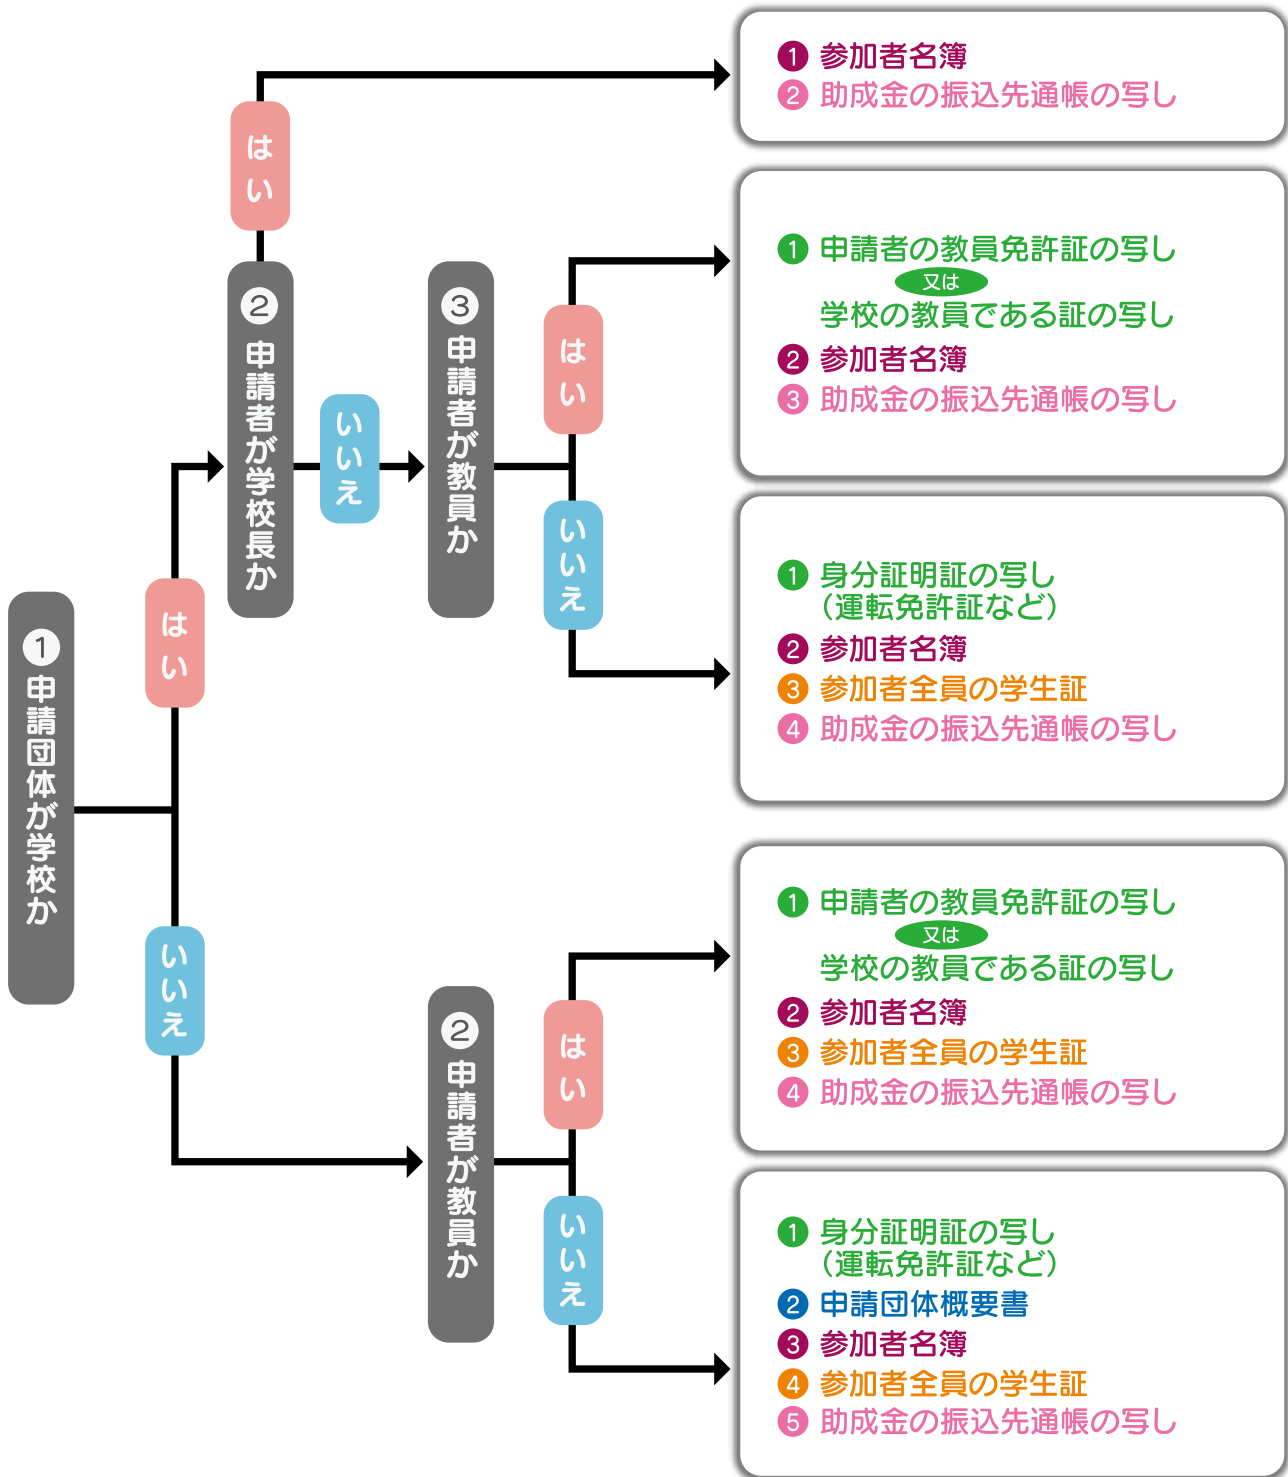 ① 申請団体が学校か
はい
いいえ
② 申請者が学校長か
はい
いいえ
③ 申請者が教員か
はい
いいえ
② 申請者が教員か
はい
いいえ
① 参加者名簿
② 助成金の振込先通帳の写し
① 申請者の教員免許証の写し
又は
学校の教員である証の写し
② 参加者名簿
③ 助成金の振込先通帳の写し
① 身分証明証の写し
（運転免許証など）
② 参加者名簿
③ 参加者全員の学生証
④ 助成金の振込先通帳の写し
① 申請者の教員免許証の写し
又は
学校の教員である証の写し
② 参加者名簿
③ 参加者全員の学生証
④ 助成金の振込先通帳の写し
① 身分証明証の写し
（運転免許証など）
② 申請団体概要書
③ 参加者名簿
④ 参加者全員の学生証
⑤ 助成金の振込先通帳の写し